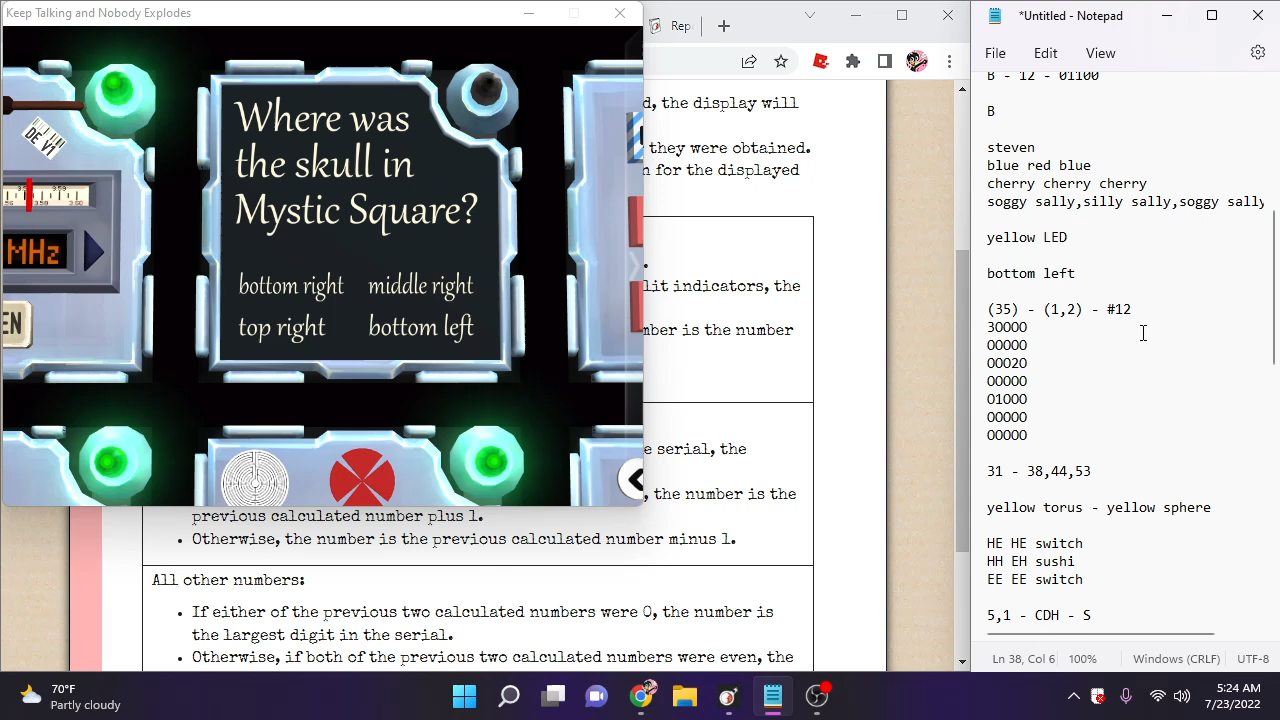 Keep Talking and Nobody Explodes
Where was
the skull in
Mystic Square?
bottom right
middle right
top right
bottom left
DE V1
3.58
3.60
MHz
EN
Rep
d, the display will
they were obtained.
n for the displayed
lit indicators, the
mber is the number
e serial, the
, the number is the
previous calculated number plus 1.
• Otherwise, the number is the previous calculated number minus 1.
All other numbers:
• If either of the previous two calculated numbers were 0, the number is
the largest digit in the serial.
• Otherwise, if both of the previous two calculated numbers were even, the
*Untitled - Notepad
File Edit View
B - 12 - 01100
B
steven
blue red blue
cherry cherry cherry
soggy sally,silly sally,soggy sally
yellow LED
bottom left
(35) - (1,2) - #12
30000
00000
00020
00000
01000
00000
00000
31 - 38,44,53
yellow torus - yellow sphere
HE HE switch
HH EH sushi
EE EE switch
5,1 - CDH - S
Ln 38, Col 6
100%
Windows (CRLF)
UTF-8
70°F
Partly cloudy
5:24 AM
7/23/2022